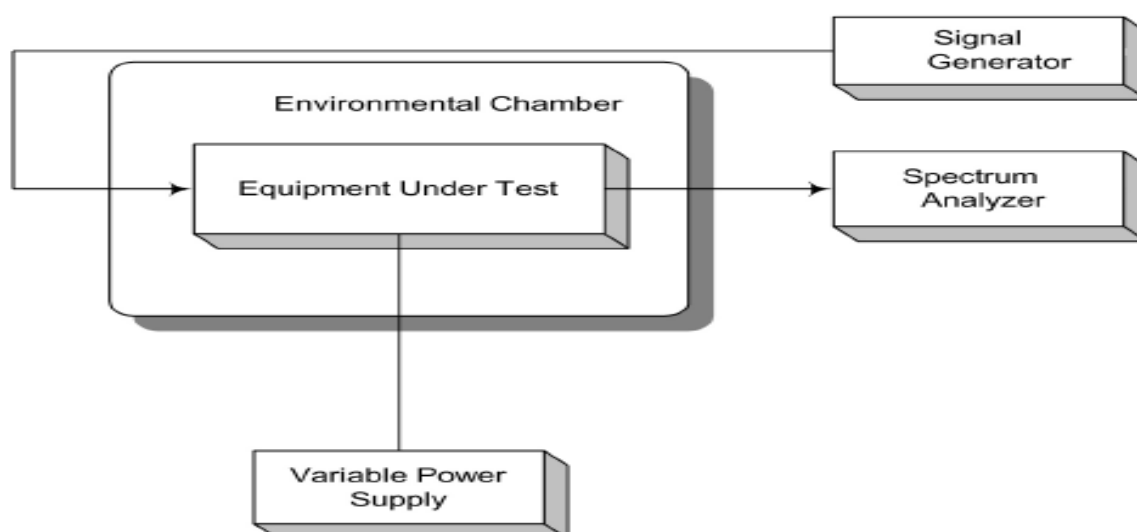 Signal
Generator
Environmental Chamber
Equipment Under Test
Spectrum
Analyzer
Variable Power
Supply